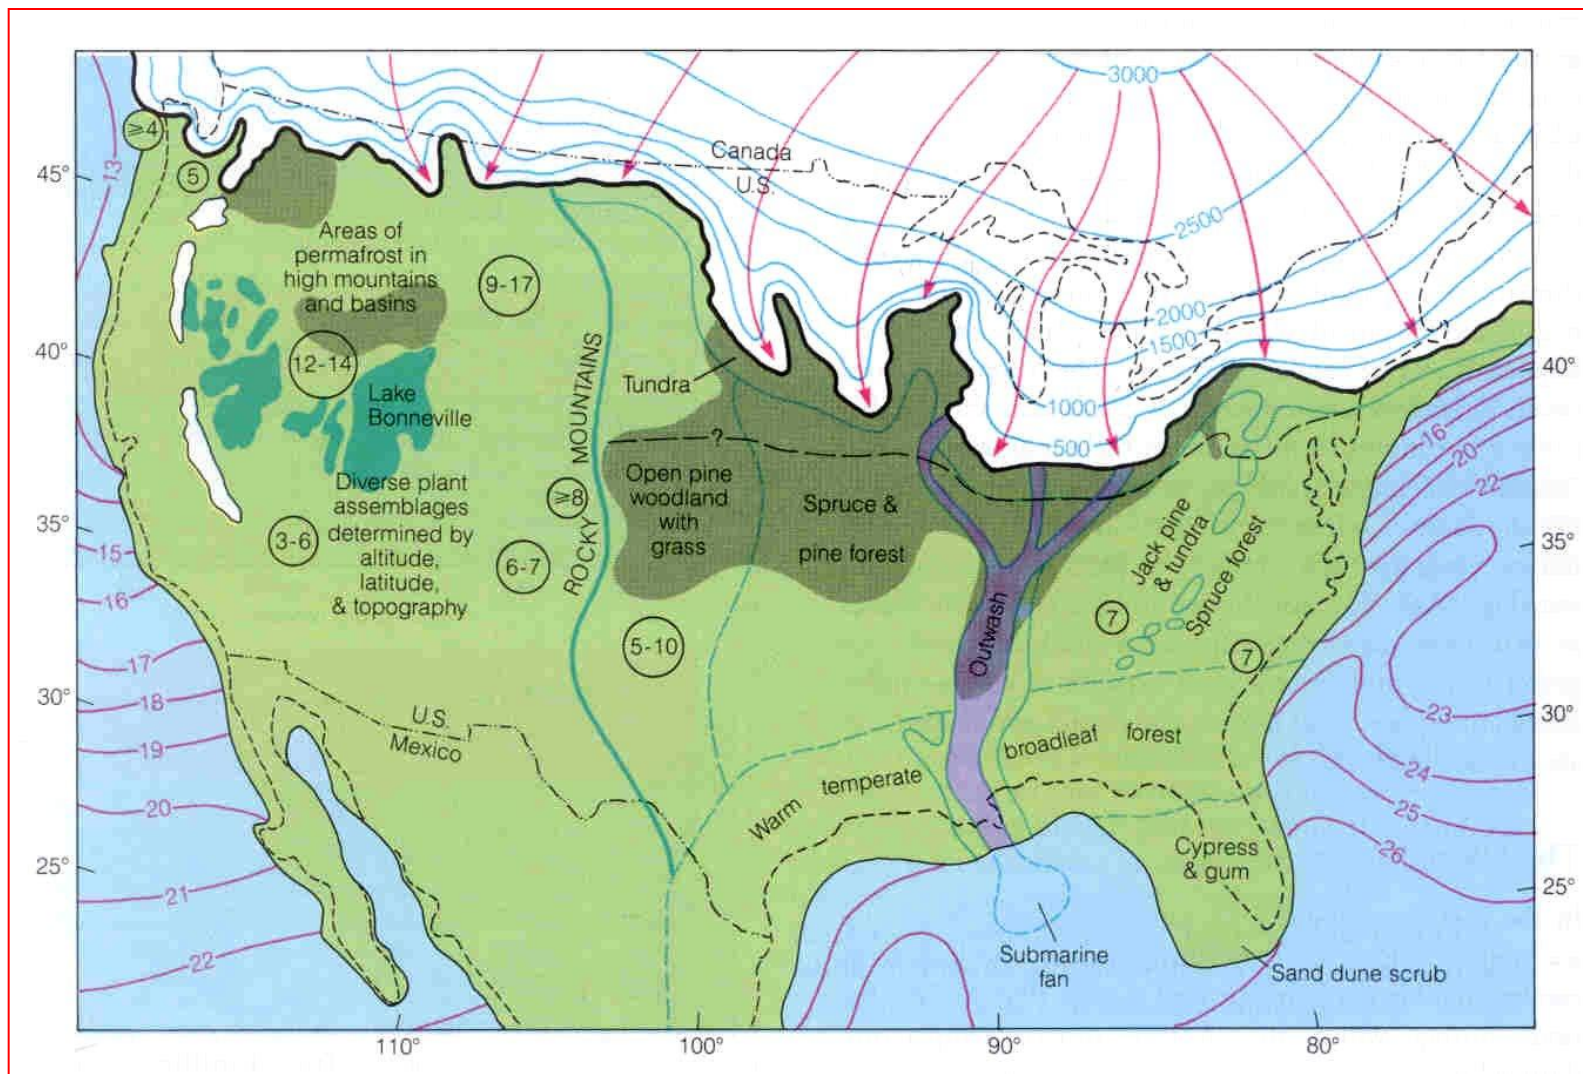 3000
≥4
13
Canada
U.S.
45°
5
2500
Areas of
permafrost in
high mountains
and basins
9-17
2000
1500
40°
12-14
MOUNTAINS
Tundra
40°
Lake
Bonneville
1000
500
16
?
20
22
Open pine
woodland
with
grass
Spruce &
pine forest
Diverse plant
assemblages
determined by
altitude,
latitude,
& topography
≥8
35°
3-6
15
6-7
ROCKY
Jack pine
& tundra
Spruce forest
35°
16
7
Outwash
5-10
7
17
18
30°
U.S.
Mexico
19
23
30°
broadleaf forest
temperate
Warm
24
20
25
26
25°
Cypress
& gum
25°
21
22
Submarine
fan
Sand dune scrub
110°
100°
90°
80°